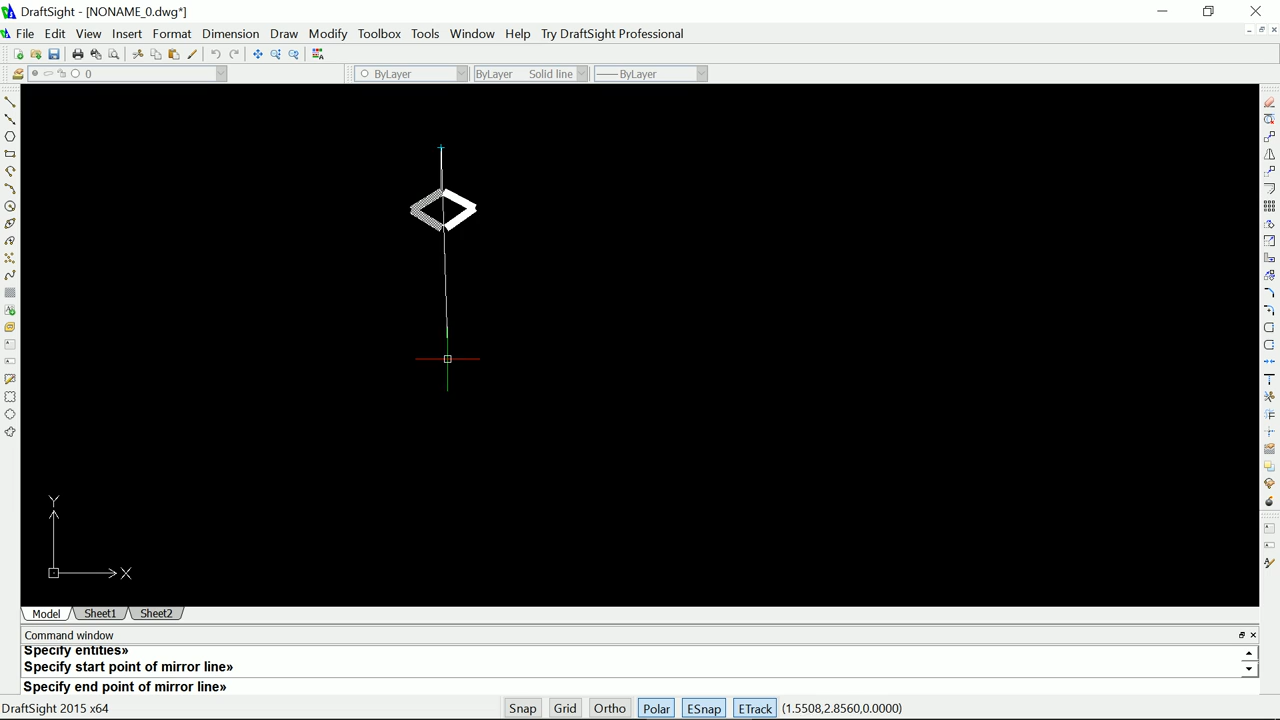 DraftSight - [NONAME_0.dwg*]
File Edit View Insert Format Dimension Draw Modify Toolbox Tools Window Help Try DraftSight Professional
0 ByLayer ByLayer Solid line ByLayer
Y
X
Model Sheet1 Sheet2
Command window
Specify entities»
Specify start point of mirror line»
Specify end point of mirror line»
DraftSight 2015 x64 Snap Grid Ortho Polar ESnap ETrack (1.5508,2.8560,0.0000)